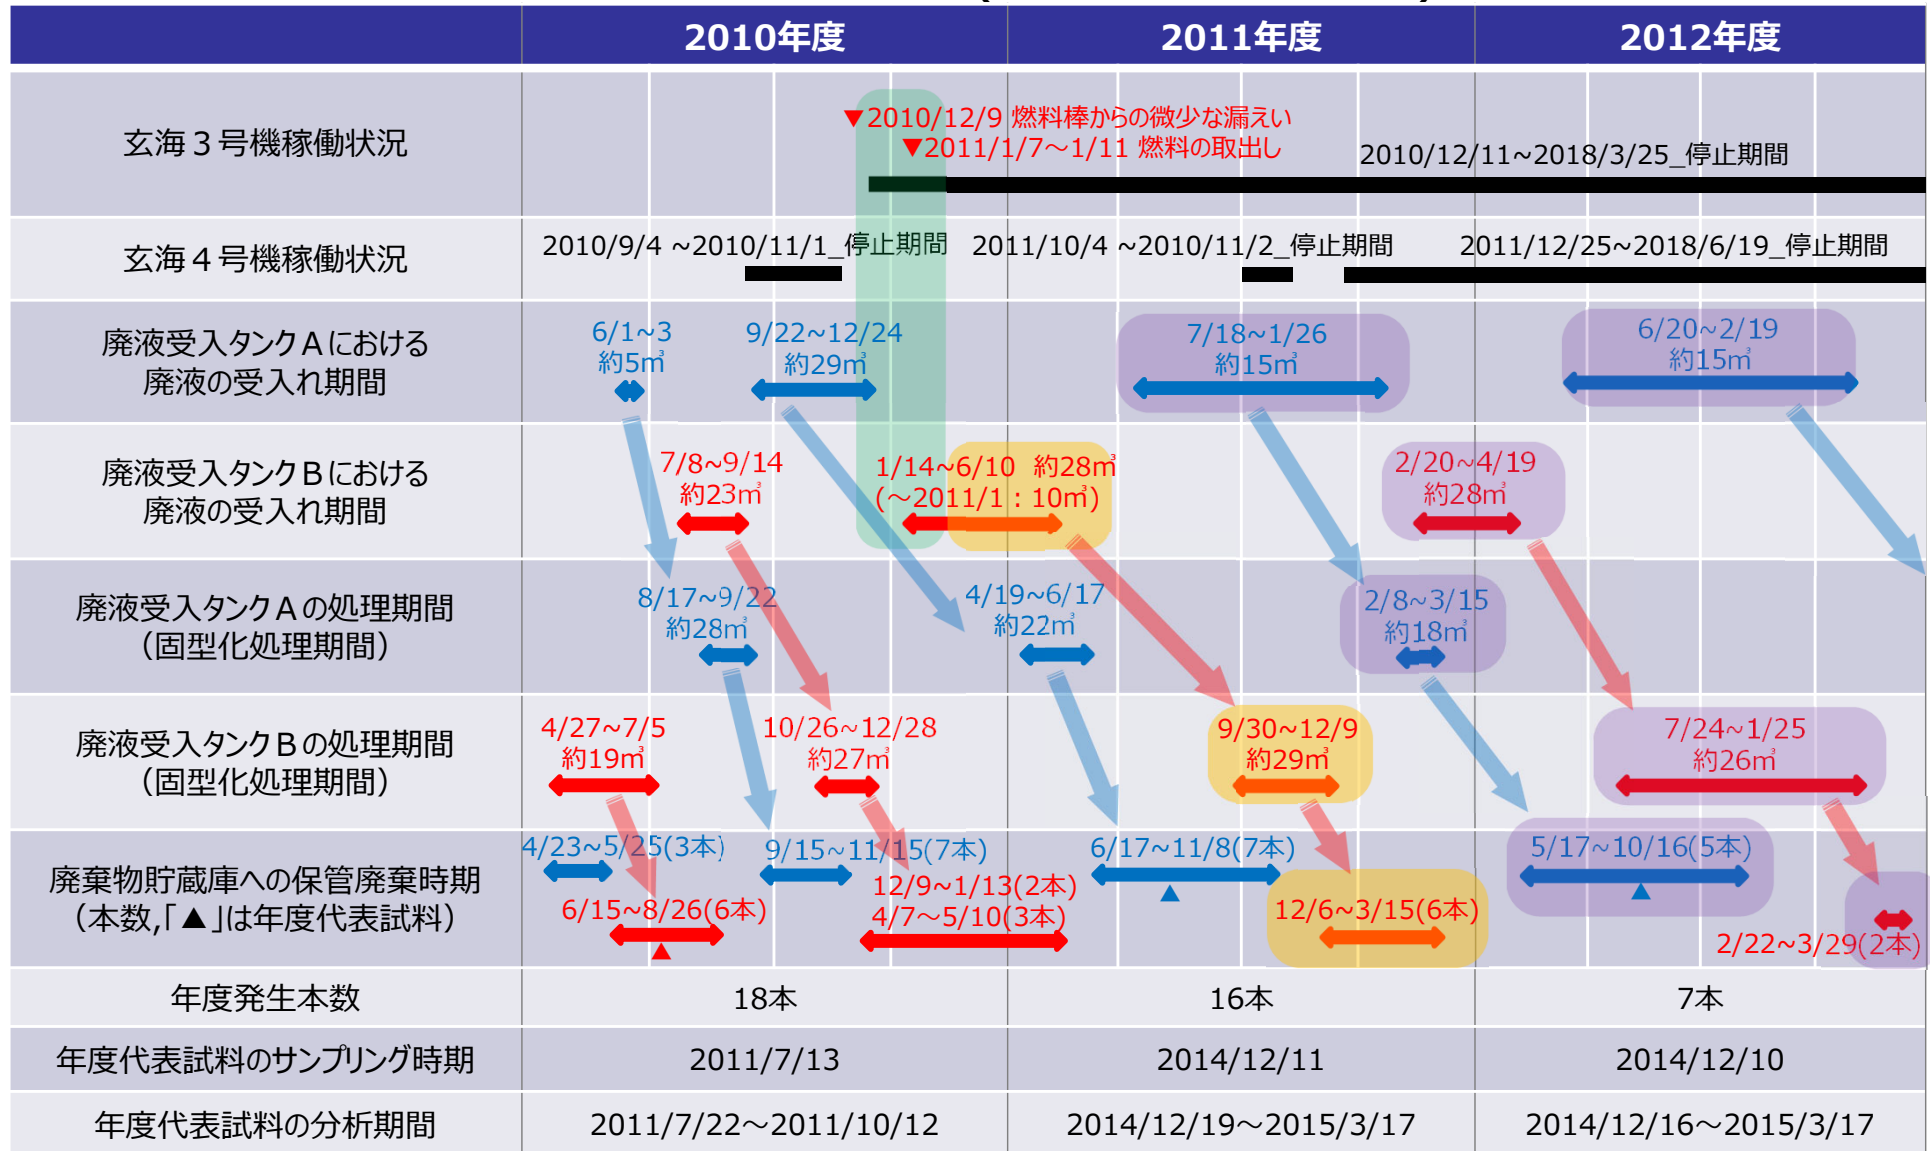 2010年度 2011年度 2012年度
玄海３号機稼働状況
▼2010/12/9 燃料棒からの微少な漏えい
▼2011/1/7～1/11 燃料の取出し
2010/12/11~2018/3/25_停止期間
玄海４号機稼働状況
2010/9/4 ~2010/11/1_停止期間
2011/10/4 ~2010/11/2_停止期間
2011/12/25~2018/6/19_停止期間
廃液受入タンクＡにおける
廃液の受入れ期間
6/1~3
約5㎥
9/22~12/24
約29㎥
7/18~1/26
約15㎥
6/20~2/19
約15㎥
廃液受入タンクＢにおける
廃液の受入れ期間
7/8~9/14
約23㎥
1/14~6/10 約28㎥
(～2011/1：10㎥)
2/20~4/19
約28㎥
廃液受入タンクＡの処理期間
（固型化処理期間）
8/17~9/22
約28㎥
4/19~6/17
約22㎥
2/8~3/15
約18㎥
廃液受入タンクＢの処理期間
（固型化処理期間）
4/27~7/5
約19㎥
10/26~12/28
約27㎥
9/30~12/9
約29㎥
7/24~1/25
約26㎥
廃棄物貯蔵庫への保管廃棄時期
（本数,「▲」は年度代表試料）
4/23~5/25(3本)
6/15~8/26(6本)
▲
9/15~11/15(7本)
12/9~1/13(2本)
4/7～5/10(3本)
6/17~11/8(7本)
▲
12/6~3/15(6本)
5/17~10/16(5本)
▲
2/22~3/29(2本)
年度発生本数 18本 16本 7本
年度代表試料のサンプリング時期 2011/7/13 2014/12/11 2014/12/10
年度代表試料の分析期間 2011/7/22～2011/10/12 2014/12/19～2015/3/17 2014/12/16～2015/3/17